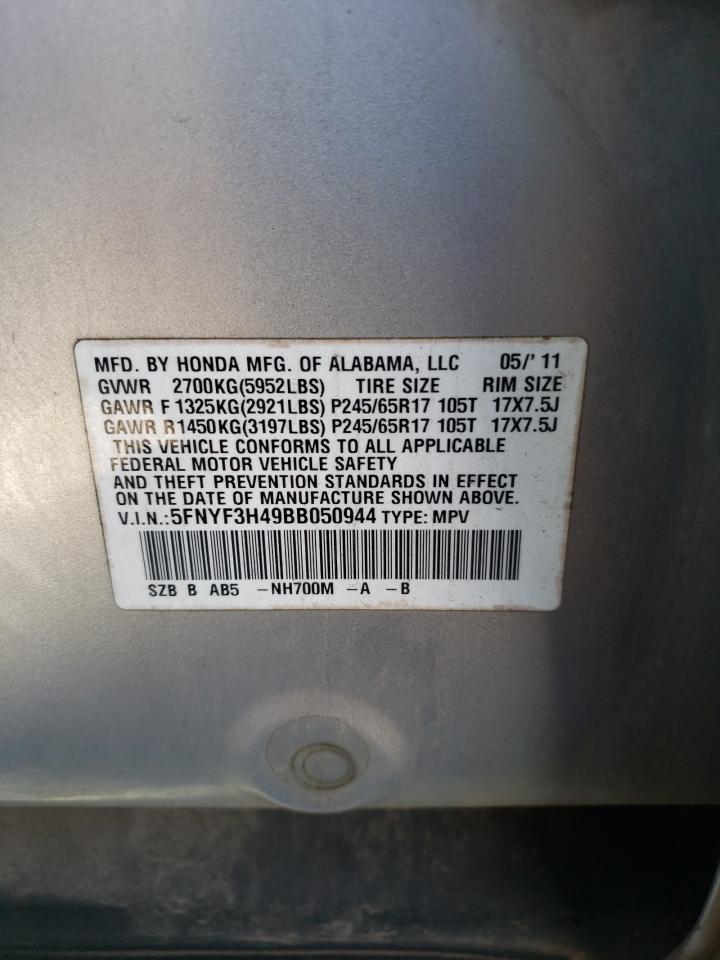 MFD. BY HONDA MFG. OF ALABAMA, LLC 05/'11
GVWR 2700KG(5952LBS) TIRE SIZE RIM SIZE
GAWR F 1325KG(2921LBS) P245/65R17 105T 17X7.5J
GAWR R 1450KG(3197LBS) P245/65R17 105T 17X7.5J
THIS VEHICLE CONFORMS TO ALL APPLICABLE
FEDERAL MOTOR VEHICLE SAFETY
AND THEFT PREVENTION STANDARDS IN EFFECT
ON THE DATE OF MANUFACTURE SHOWN ABOVE.
V.I.N.:5FNYF3H49BB050944 TYPE: MPV
SZB B AB5 -NH700M -A -B